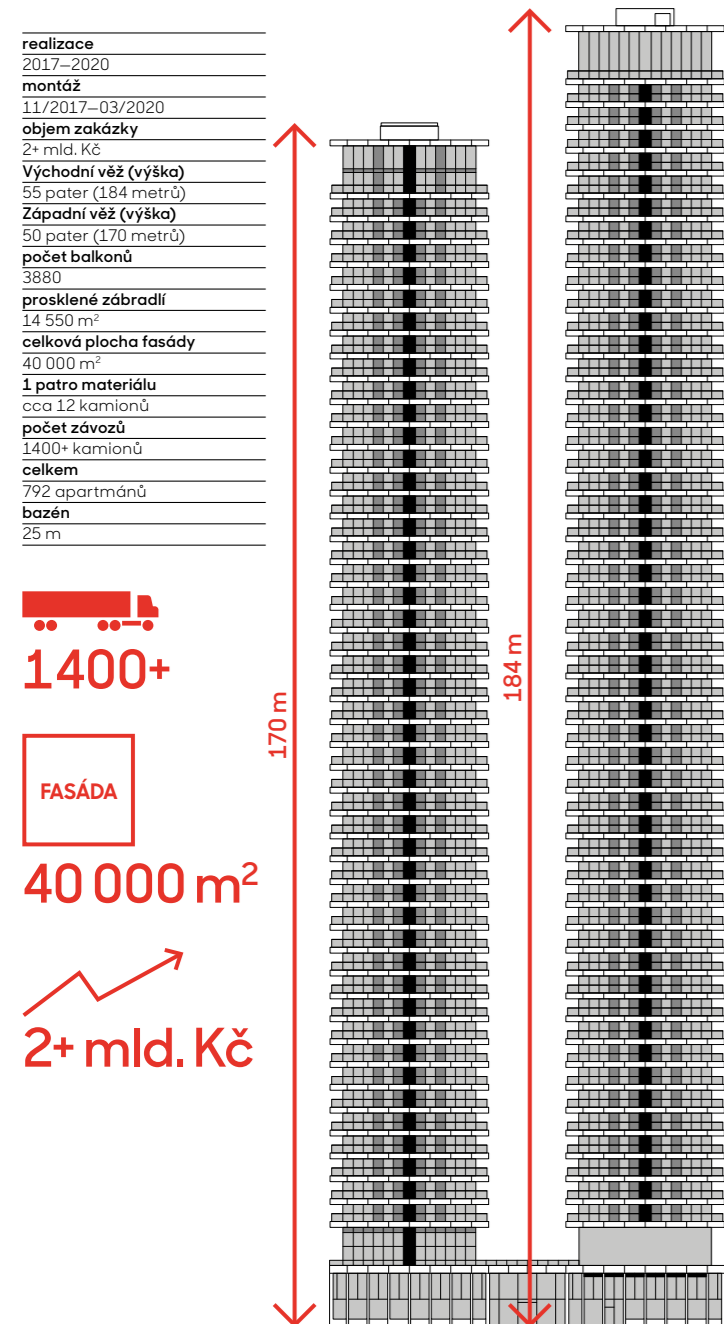 realizace
2017–2020
montáž
11/2017–03/2020
objem zakázky
2+ mld. Kč
Východní věž (výška)
55 pater (184 metrů)
Západní věž (výška)
50 pater (170 metrů)
počet balkonů
3880
prosklené zábradlí
14 550 m²
celková plocha fasády
40 000 m²
1 patro materiálu
cca 12 kamionů
počet závozů
1400+ kamionů
celkem
792 apartmánů
bazén
25 m
1400+
FASÁDA
40 000 m²
2+ mld. Kč
170 m
184 m